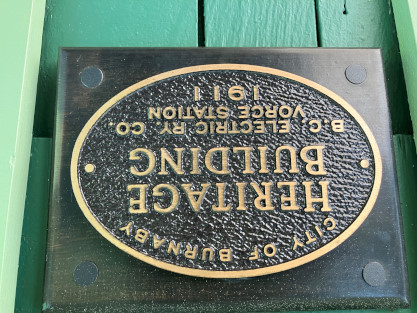 CITY OF BURNABY
HERITAGE
BUILDING
B.C. ELECTRIC RY CO.
VORCE STATION
1911